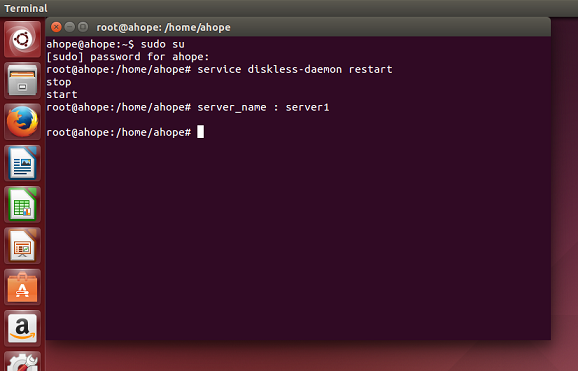 Terminal
root@ahope: /home/ahope
ahope@ahope:~$ sudo su
[sudo] password for ahope:
root@ahope:/home/ahope# service diskless-daemon restart
stop
start
root@ahope:/home/ahope# server_name : server1
root@ahope:/home/ahope#